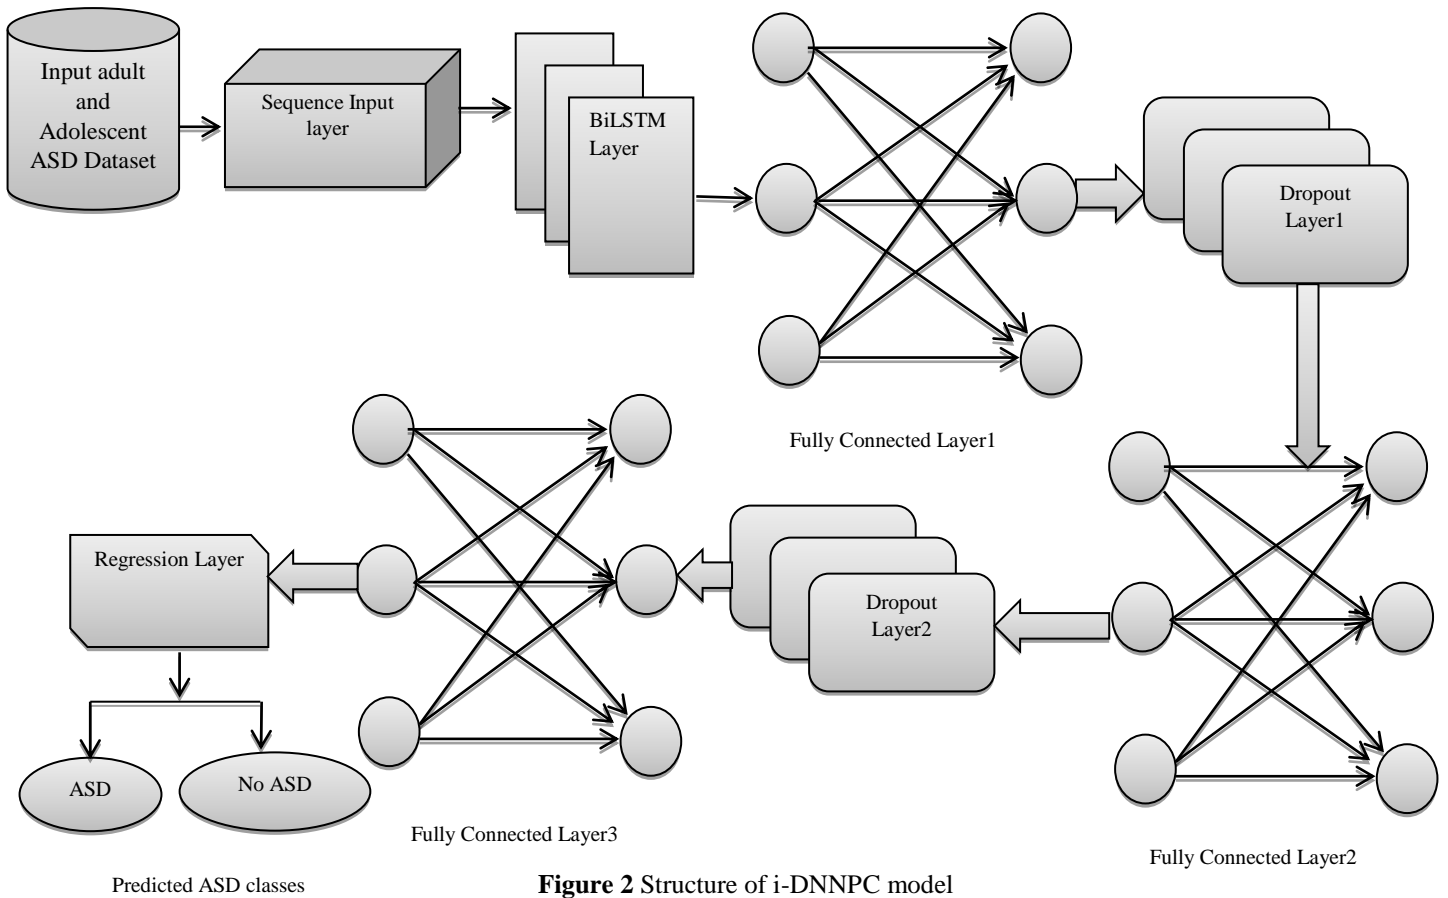 Input adult
and
Adolescent
ASD Dataset
Sequence Input
layer
BiLSTM
Layer
Dropout
Layer1
Fully Connected Layer1
Regression Layer
Dropout
Layer2
ASD
No ASD
Fully Connected Layer3
Fully Connected Layer2
Predicted ASD classes
Figure 2 Structure of i-DNNPC model